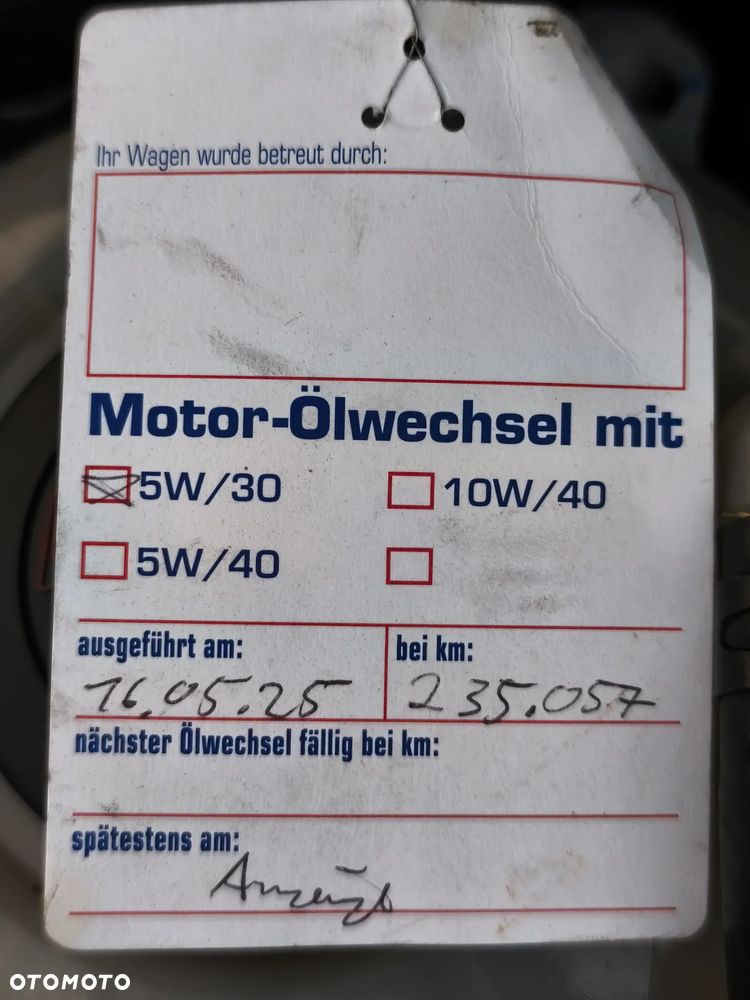 Ihr Wagen wurde betreut durch:
Motor-Ölwechsel mit
5W/30 10W/40
5W/40
ausgeführt am: bei km:
16.05.25 235.057
nächster Ölwechsel fällig bei km:
spätestens am:
OTOMOTO